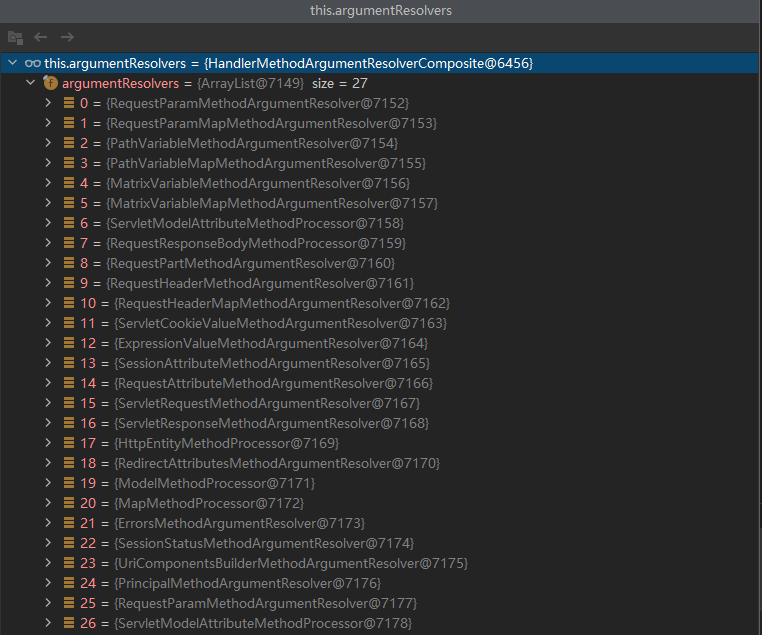 this.argumentResolvers
this.argumentResolvers = {HandlerMethodArgumentResolverComposite@6456}
f argumentResolvers = {ArrayList@7149} size = 27
0 = {RequestParamMethodArgumentResolver@7152}
1 = {RequestParamMapMethodArgumentResolver@7153}
2 = {PathVariableMethodArgumentResolver@7154}
3 = {PathVariableMapMethodArgumentResolver@7155}
4 = {MatrixVariableMethodArgumentResolver@7156}
5 = {MatrixVariableMapMethodArgumentResolver@7157}
6 = {ServletModelAttributeMethodProcessor@7158}
7 = {RequestResponseBodyMethodProcessor@7159}
8 = {RequestPartMethodArgumentResolver@7160}
9 = {RequestHeaderMethodArgumentResolver@7161}
10 = {RequestHeaderMapMethodArgumentResolver@7162}
11 = {ServletCookieValueMethodArgumentResolver@7163}
12 = {ExpressionValueMethodArgumentResolver@7164}
13 = {SessionAttributeMethodArgumentResolver@7165}
14 = {RequestAttributeMethodArgumentResolver@7166}
15 = {ServletRequestMethodArgumentResolver@7167}
16 = {ServletResponseMethodArgumentResolver@7168}
17 = {HttpEntityMethodProcessor@7169}
18 = {RedirectAttributesMethodArgumentResolver@7170}
19 = {ModelMethodProcessor@7171}
20 = {MapMethodProcessor@7172}
21 = {ErrorsMethodArgumentResolver@7173}
22 = {SessionStatusMethodArgumentResolver@7174}
23 = {UriComponentsBuilderMethodArgumentResolver@7175}
24 = {PrincipalMethodArgumentResolver@7176}
25 = {RequestParamMethodArgumentResolver@7177}
26 = {ServletModelAttributeMethodProcessor@7178}